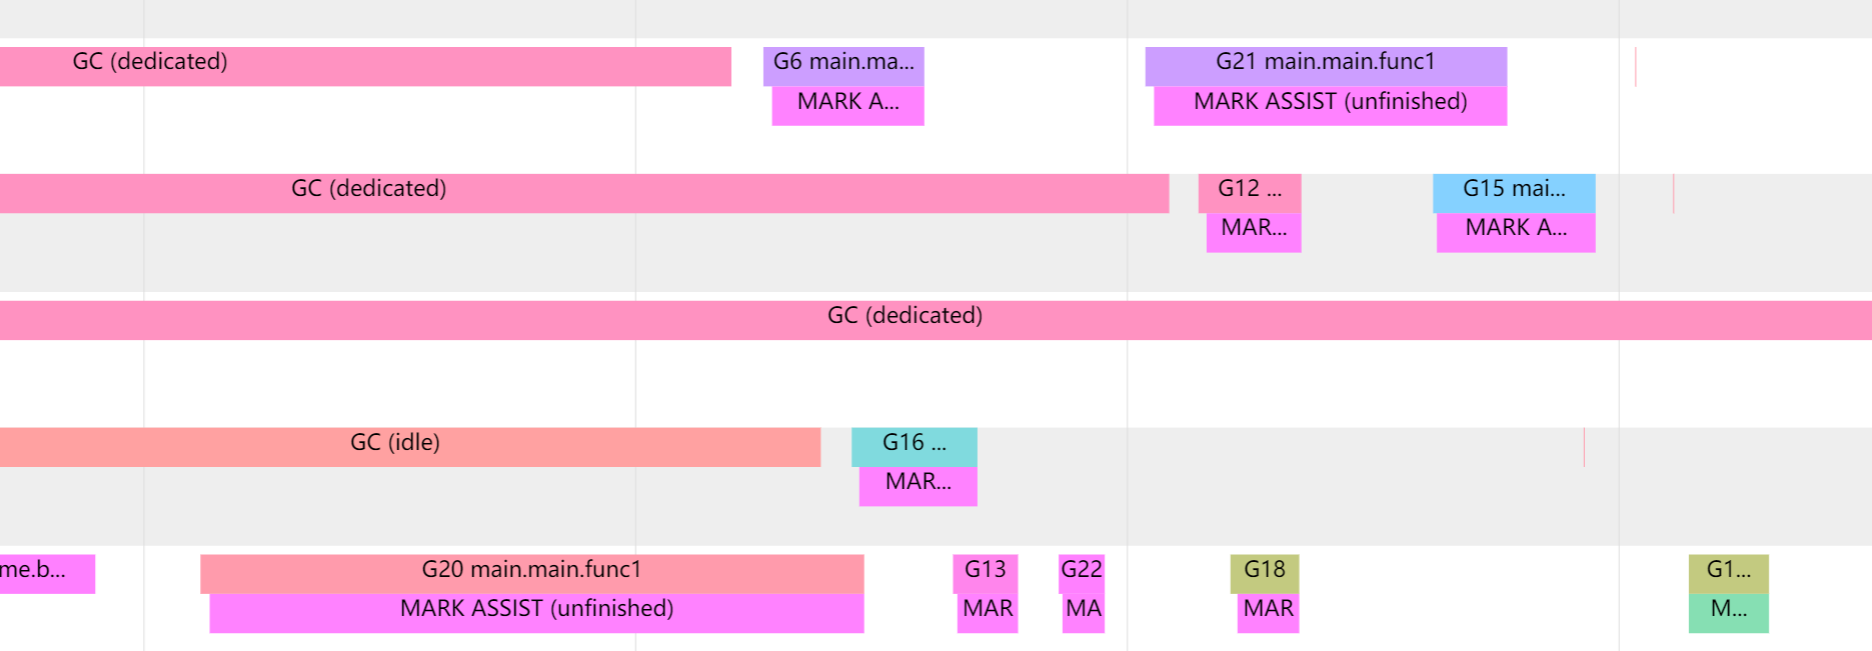 GC (dedicated)
G6 main.ma...
G21 main.main.func1
MARK A...
MARK ASSIST (unfinished)
GC (dedicated)
G12 ...
G15 mai...
MAR...
MARK A...
GC (dedicated)
GC (idle)
G16 ...
MAR...
me.b...
G20 main.main.func1
G13
G22
G18
G1...
MARK ASSIST (unfinished)
MAR
MA
MAR
M...